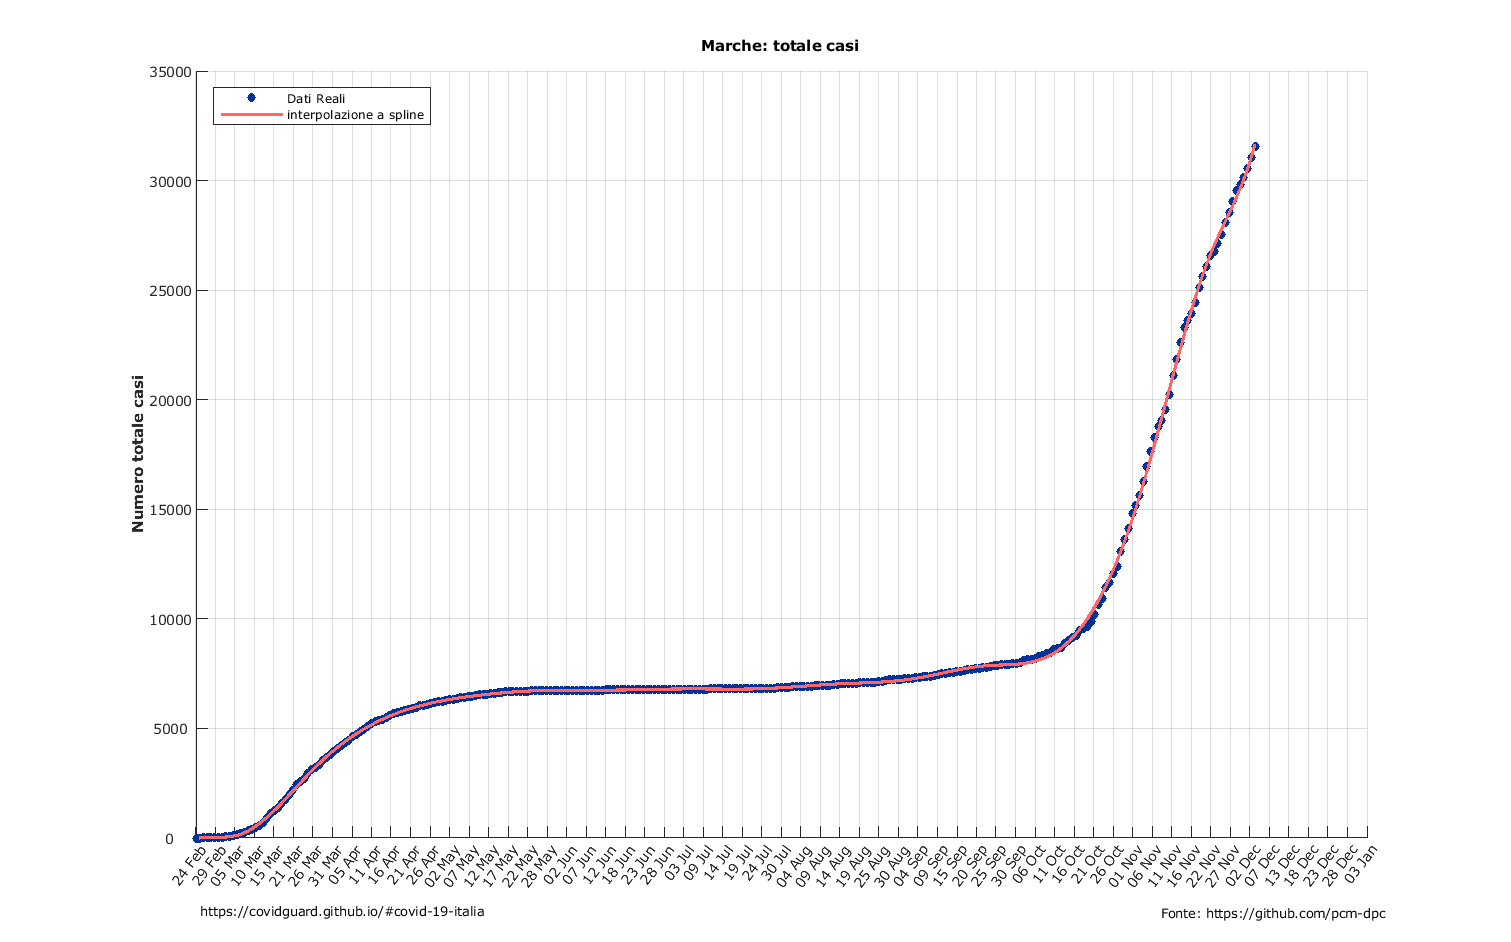 Marche: totale casi
Dati Reali
interpolazione a spline
Numero totale casi
35000
30000
25000
20000
15000
10000
5000
0
24 Feb
29 Feb
05 Mar
10 Mar
15 Mar
21 Mar
26 Mar
31 Mar
05 Apr
11 Apr
16 Apr
21 Apr
26 Apr
02 May
07 May
12 May
17 May
22 May
28 May
02 Jun
07 Jun
12 Jun
18 Jun
23 Jun
28 Jun
03 Jul
09 Jul
14 Jul
19 Jul
24 Jul
30 Jul
04 Aug
09 Aug
14 Aug
19 Aug
25 Aug
30 Aug
04 Sep
09 Sep
15 Sep
20 Sep
25 Sep
30 Sep
06 Oct
11 Oct
16 Oct
21 Oct
26 Oct
01 Nov
06 Nov
11 Nov
16 Nov
22 Nov
27 Nov
02 Dec
07 Dec
13 Dec
18 Dec
23 Dec
28 Dec
03 Jan
https://covidguard.github.io/#covid-19-italia
Fonte: https://github.com/pcm-dpc